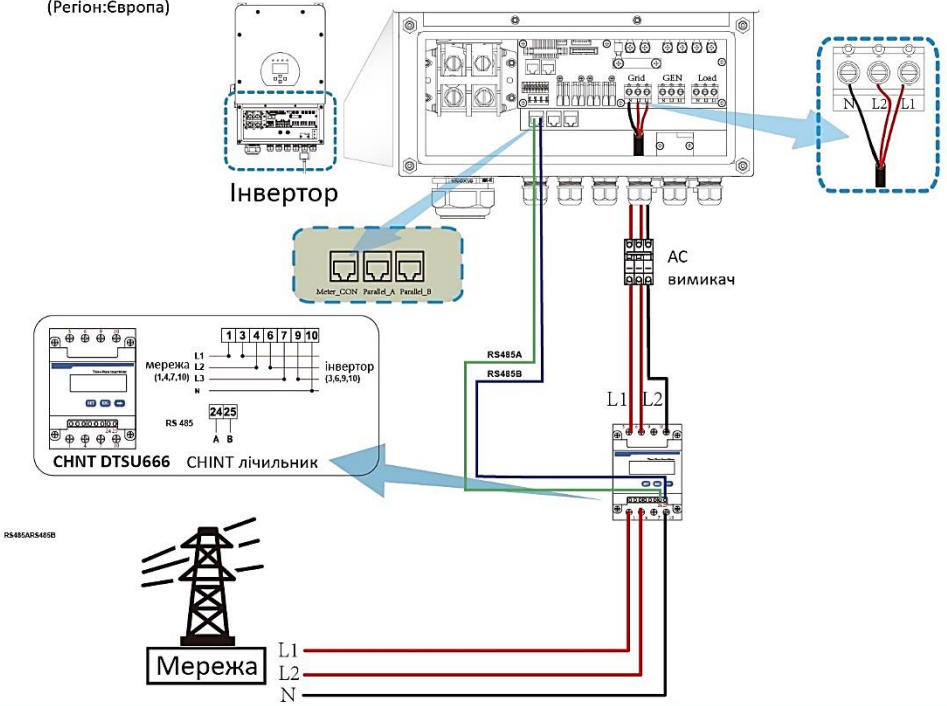 (Регіон:Європа)
Інвертор
Grid
GEN
Load
N L2 L1
Meter_CON Parallel_A Parallel_B
АС
вимикач
RS485A
RS485B
L1 L2
1 3 4 6 7 9 10
L1
L2
L3
N
мережа
(1,4,7,10)
інвертор
(3,6,9,10)
24 25
RS 485
A B
CHNT DTSU666 CHINT лічильник
RS485ARS485B
Мережа
L1
L2
N